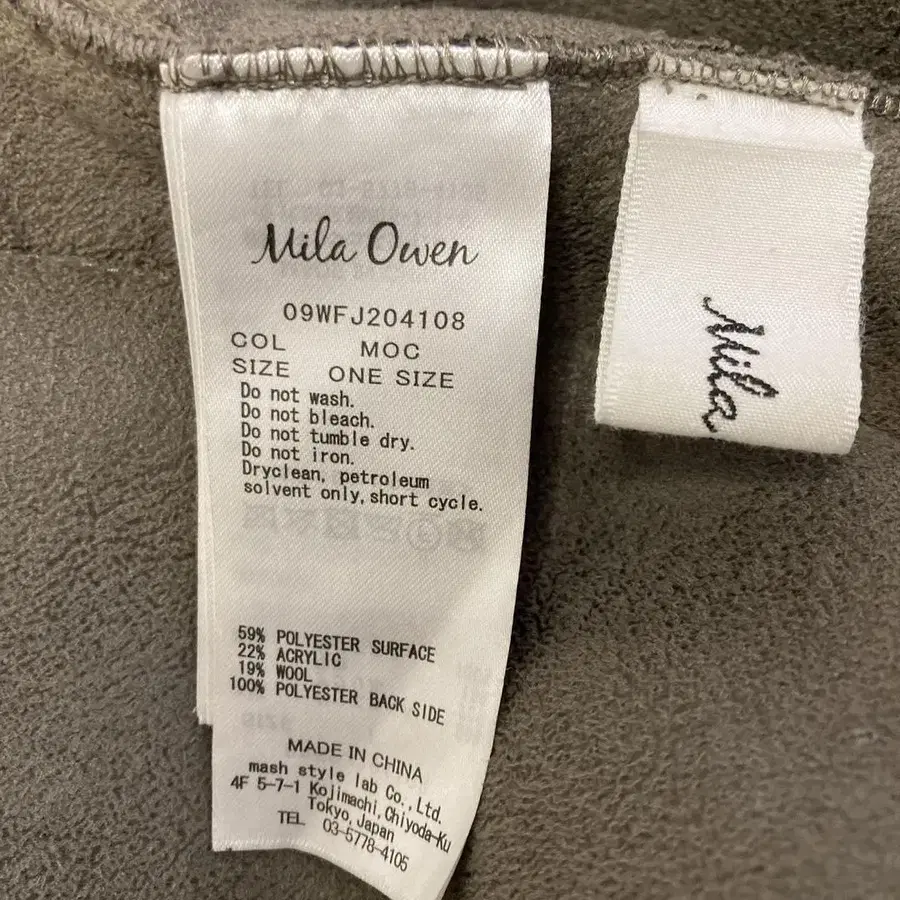 Mila Owen
09WFJ204108
COL MOC
SIZE ONE SIZE
Do not wash.
Do not bleach.
Do not tumble dry.
Do not iron.
Dryclean, petroleum
solvent only,short cycle.
59% POLYESTER SURFACE
22% ACRYLIC
19% WOOL
100% POLYESTER BACK SIDE
MADE IN CHINA
mash style lab Co.,Ltd.
4F 5-7-1 Kojimachi,Chiyoda-Ku
Tokyo,Japan
TEL 03-5778-4105
Mila